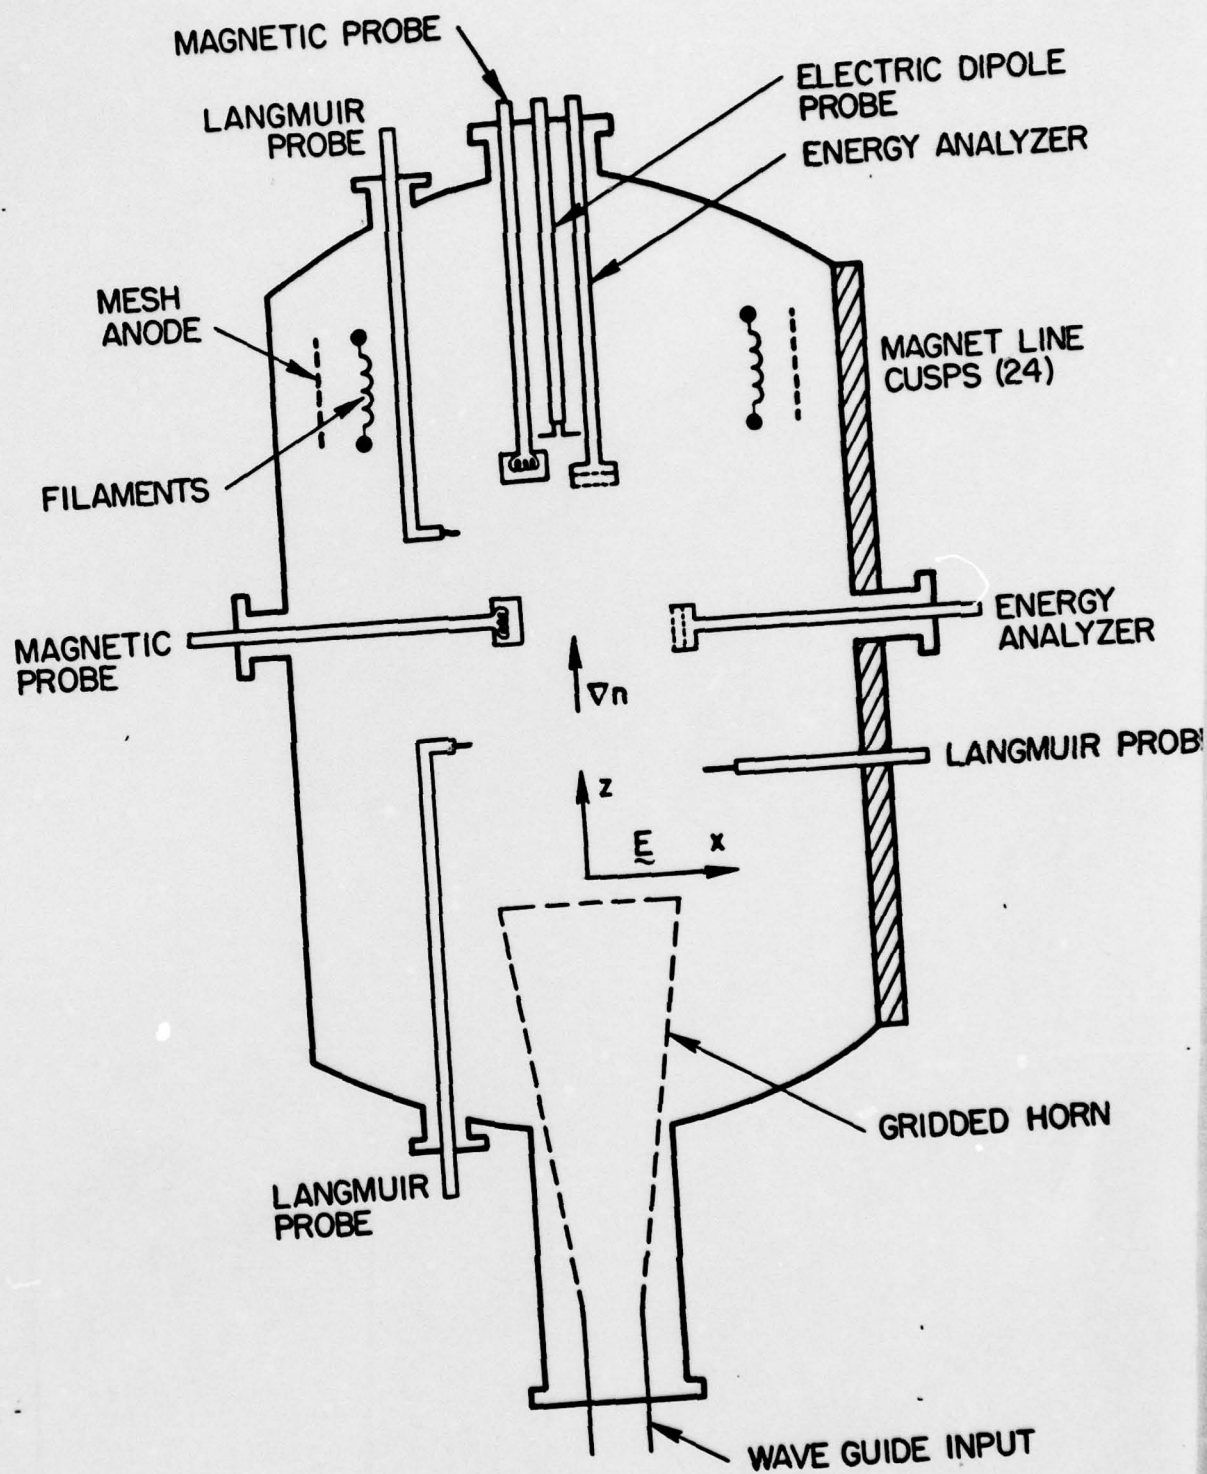 MAGNETIC PROBE
LANGMUIR
PROBE
ELECTRIC DIPOLE
PROBE
ENERGY ANALYZER
MESH
ANODE
MAGNET LINE
CUSPS (24)
FILAMENTS
ENERGY
ANALYZER
MAGNETIC
PROBE
∇n
LANGMUIR PROB
z
E
x
GRIDDED HORN
LANGMUIR
PROBE
WAVE GUIDE INPUT